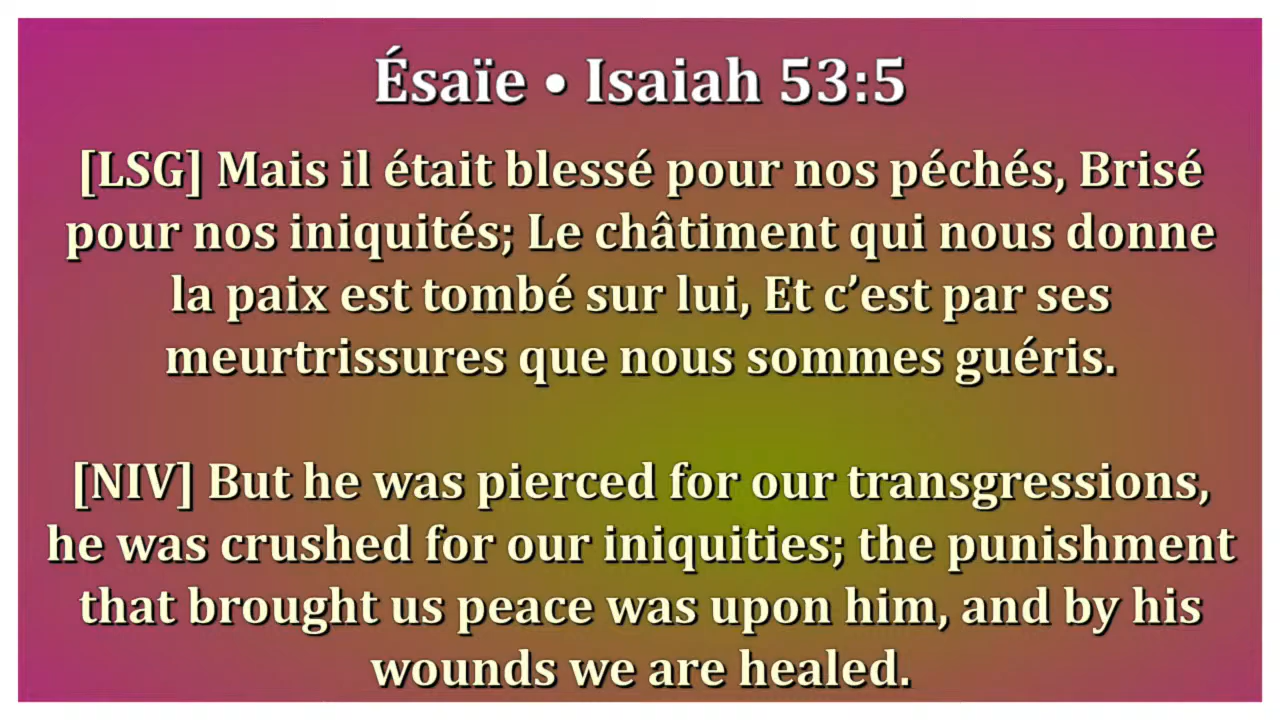 Ésaïe • Isaiah 53:5
[LSG] Mais il était blessé pour nos péchés, Brisé
pour nos iniquités; Le châtiment qui nous donne
la paix est tombé sur lui, Et c’est par ses
meurtrissures que nous sommes guéris.
[NIV] But he was pierced for our transgressions,
he was crushed for our iniquities; the punishment
that brought us peace was upon him, and by his
wounds we are healed.